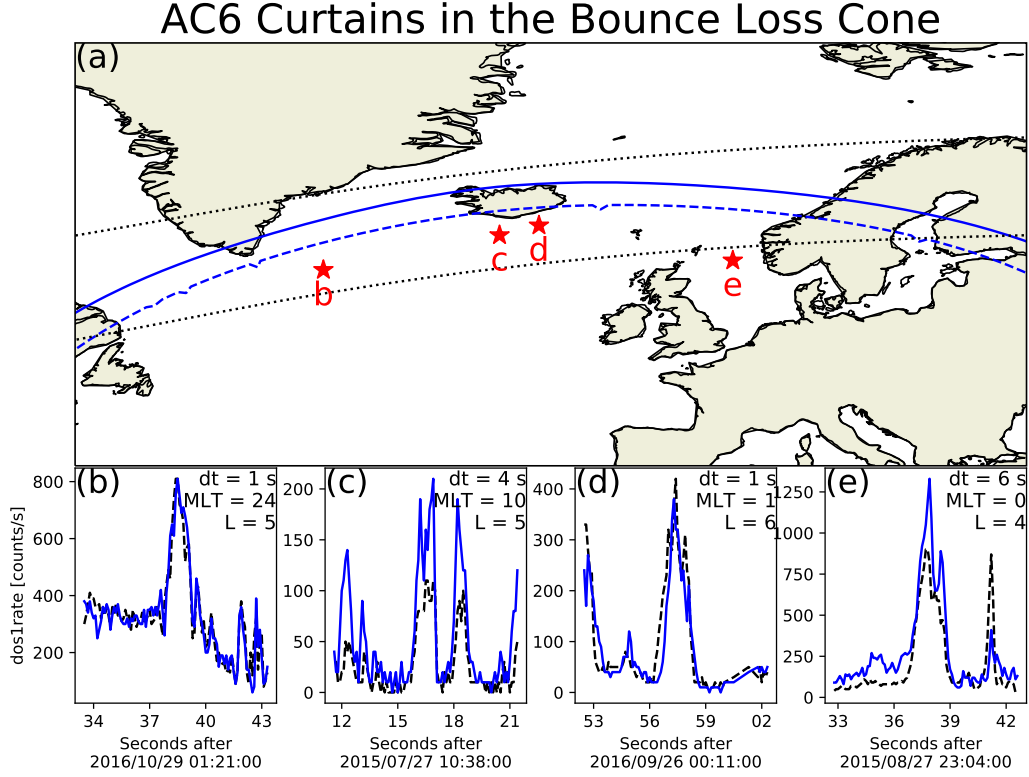 AC6 Curtains in the Bounce Loss Cone
(a)
b
c
d
e
(b)
dt = 1 s
MLT = 24
L = 5
800
600
400
200
dos1rate [counts/s]
34 37 40 43
Seconds after
2016/10/29 01:21:00
(c)
dt = 4 s
MLT = 10
L = 5
200
150
100
50
0
12 15 18 21
Seconds after
2015/07/27 10:38:00
(d)
dt = 1 s
MLT = 1
L = 6
400
300
200
100
0
53 56 59 02
Seconds after
2016/09/26 00:11:00
(e)
dt = 6 s
MLT = 0
L = 4
1250
1000
750
500
250
0
33 36 39 42
Seconds after
2015/08/27 23:04:00